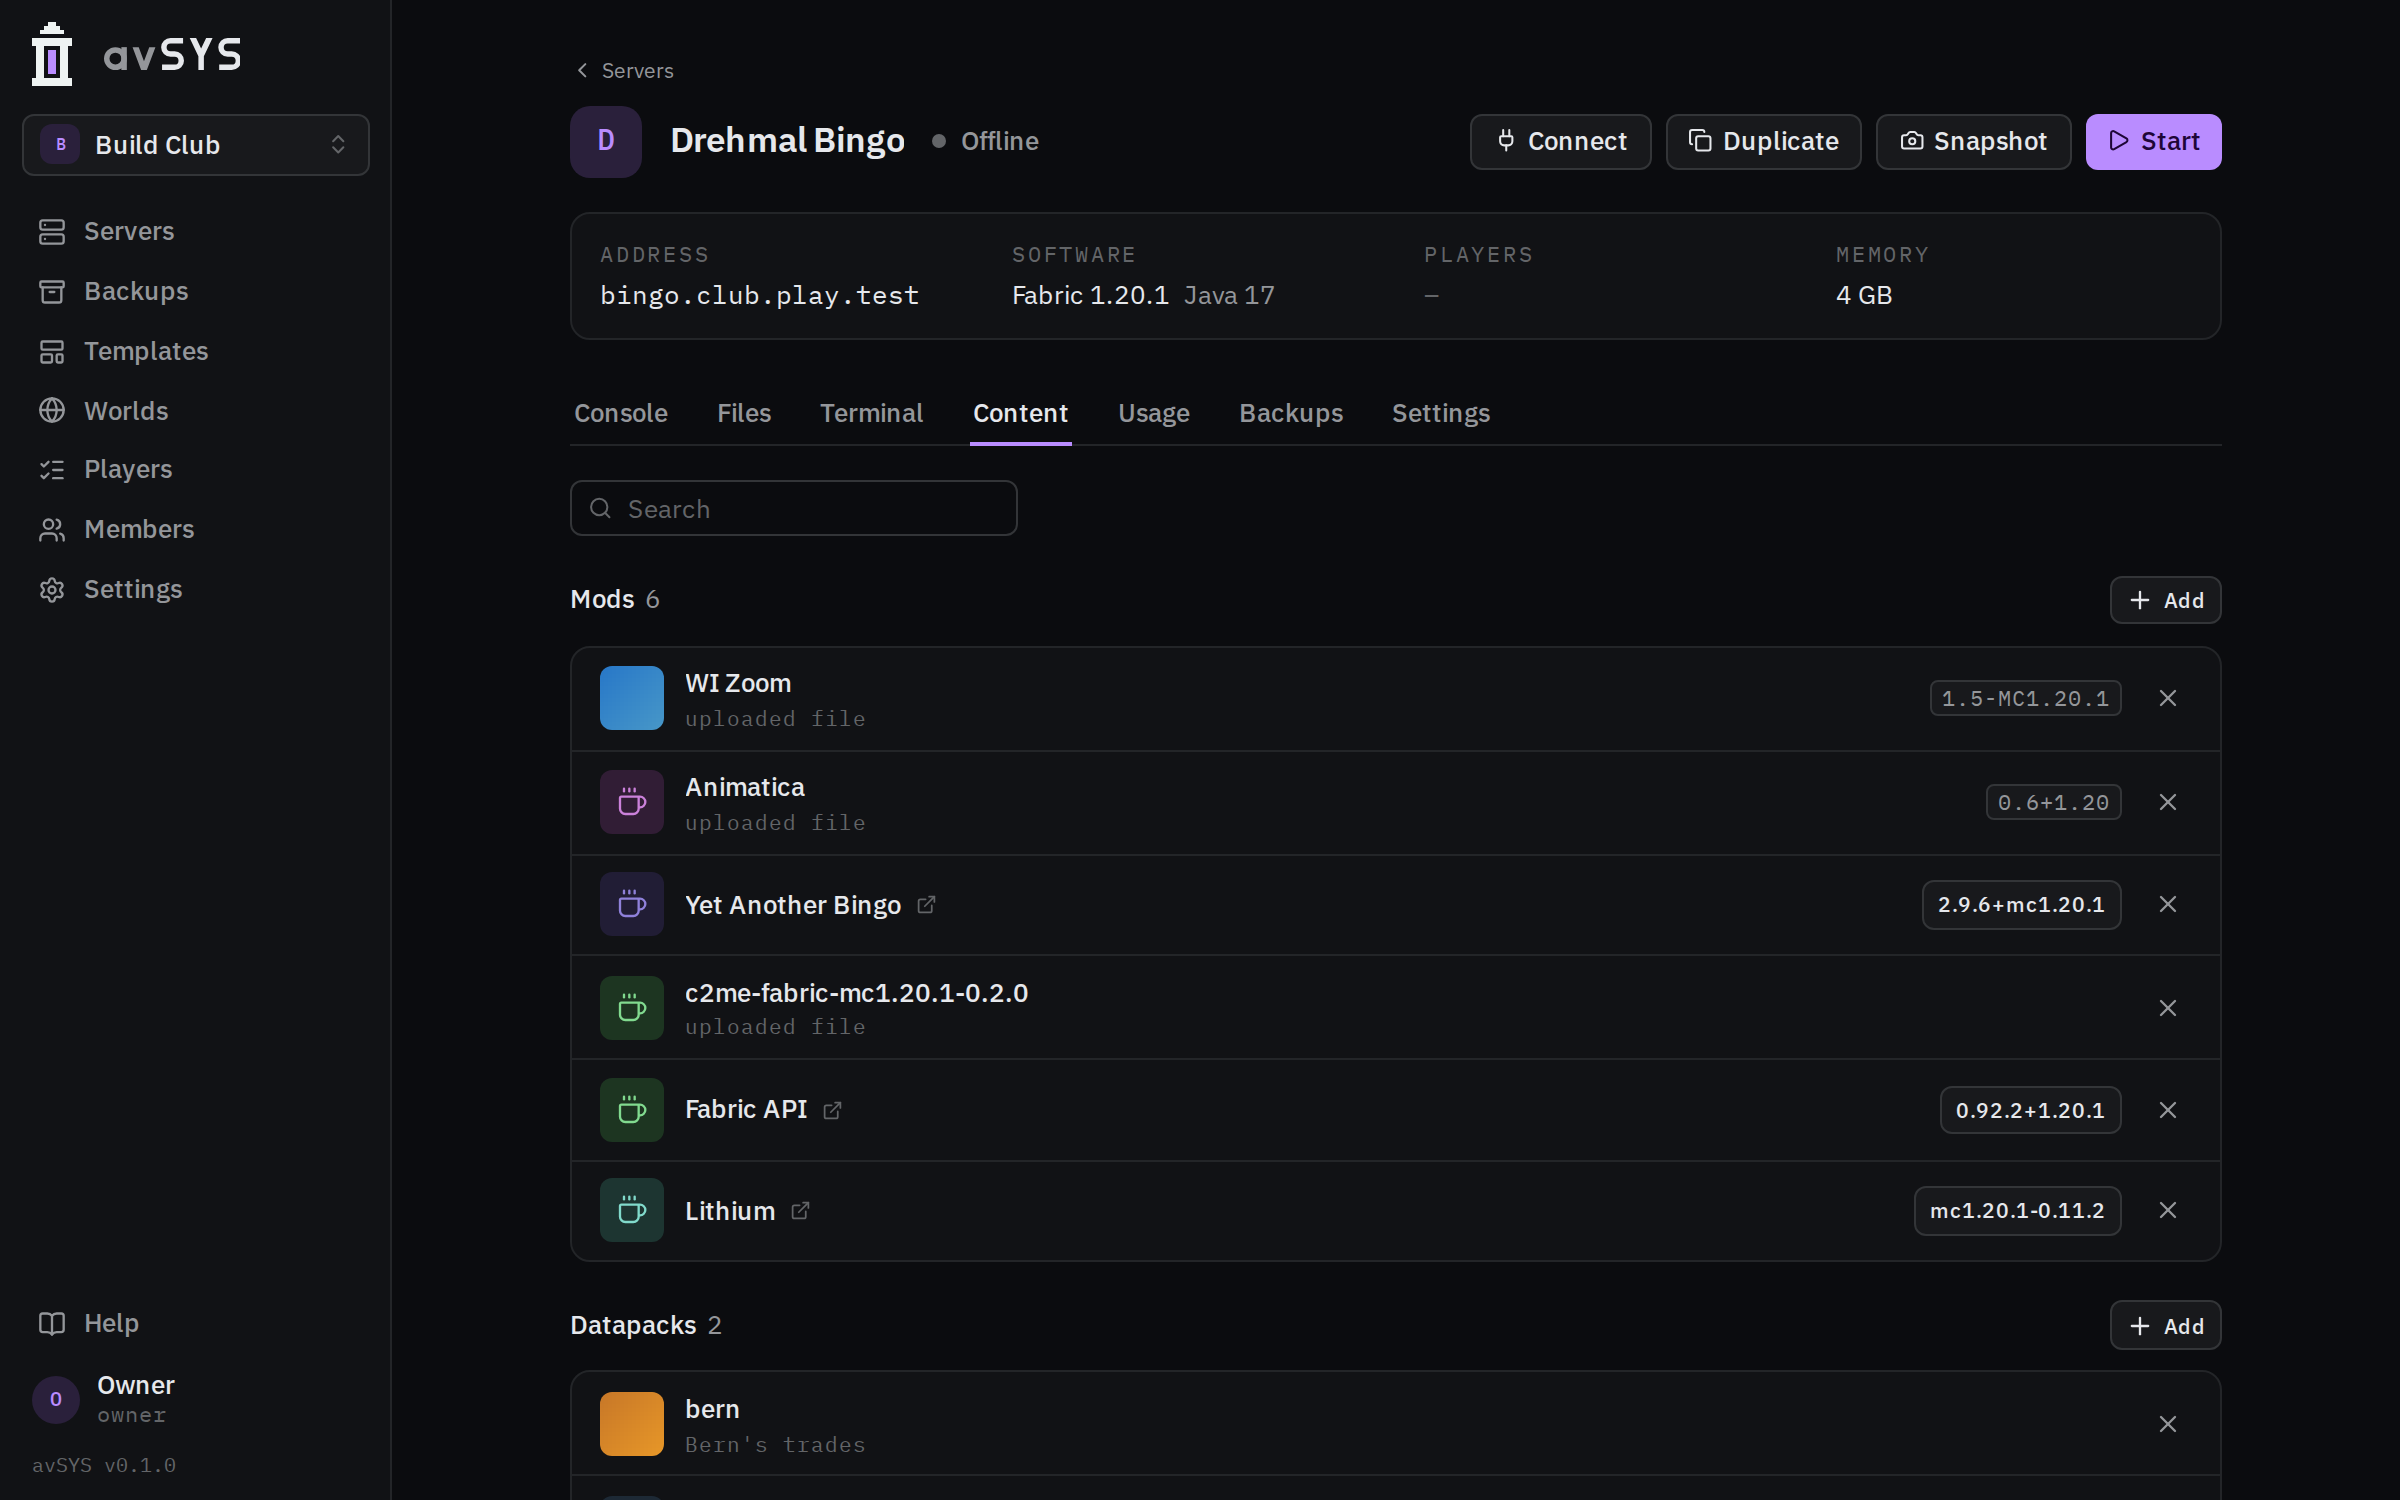 avSYS
B Build Club
Servers
Backups
Templates
Worlds
Players
Members
Settings
Help
O Owner
owner
avSYS v0.1.0
Servers
D Drehmal Bingo Offline
Connect Duplicate Snapshot Start
ADDRESS SOFTWARE PLAYERS MEMORY
bingo.club.play.test Fabric 1.20.1 Java 17 – 4 GB
Console Files Terminal Content Usage Backups Settings
Search
Mods 6 Add
WI Zoom
uploaded file
1.5-MC1.20.1
Animatica
uploaded file
0.6+1.20
Yet Another Bingo 2.9.6+mc1.20.1
c2me-fabric-mc1.20.1-0.2.0
uploaded file
Fabric API 0.92.2+1.20.1
Lithium mc1.20.1-0.11.2
Datapacks 2 Add
bern
Bern's trades